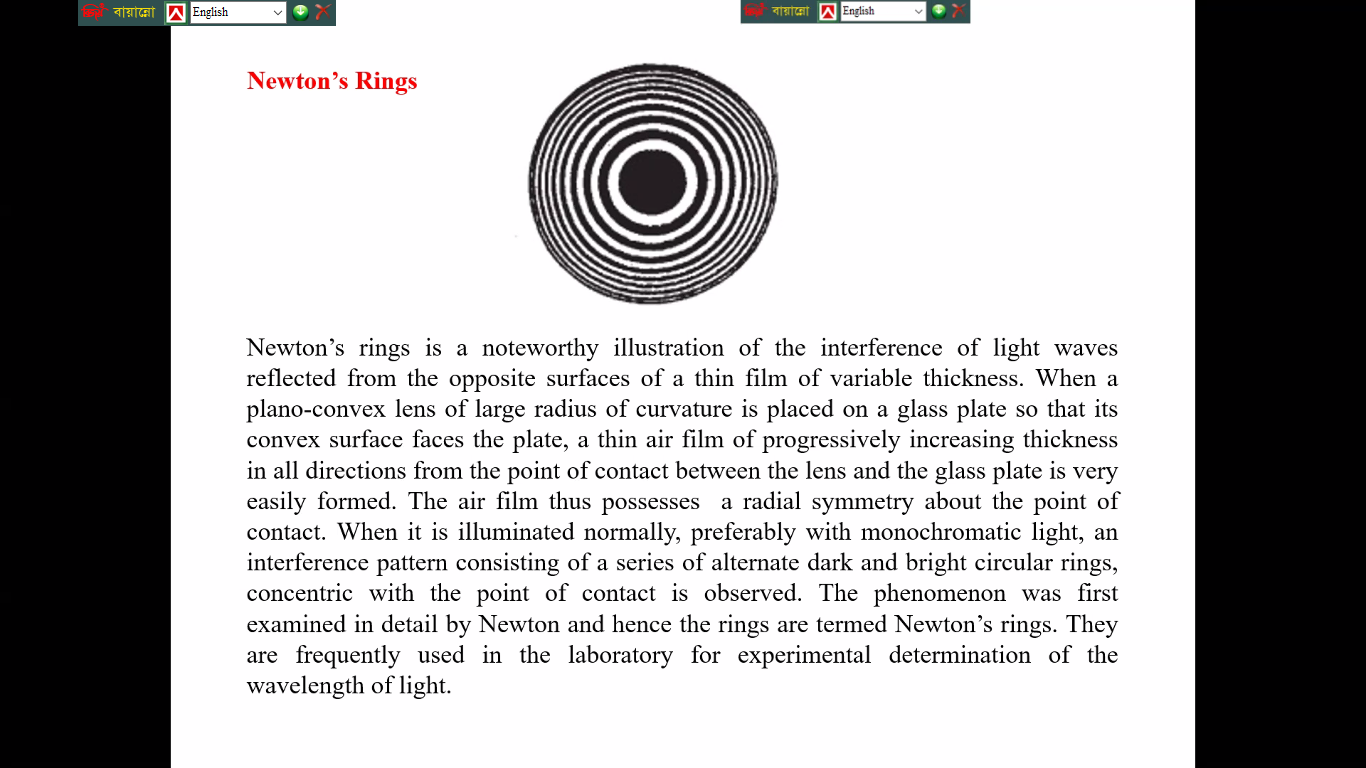 বায়ান্নো English
বায়ান্নো English
Newton’s Rings
Newton’s rings is a noteworthy illustration of the interference of light waves
reflected from the opposite surfaces of a thin film of variable thickness. When a
plano-convex lens of large radius of curvature is placed on a glass plate so that its
convex surface faces the plate, a thin air film of progressively increasing thickness
in all directions from the point of contact between the lens and the glass plate is very
easily formed. The air film thus possesses a radial symmetry about the point of
contact. When it is illuminated normally, preferably with monochromatic light, an
interference pattern consisting of a series of alternate dark and bright circular rings,
concentric with the point of contact is observed. The phenomenon was first
examined in detail by Newton and hence the rings are termed Newton’s rings. They
are frequently used in the laboratory for experimental determination of the
wavelength of light.